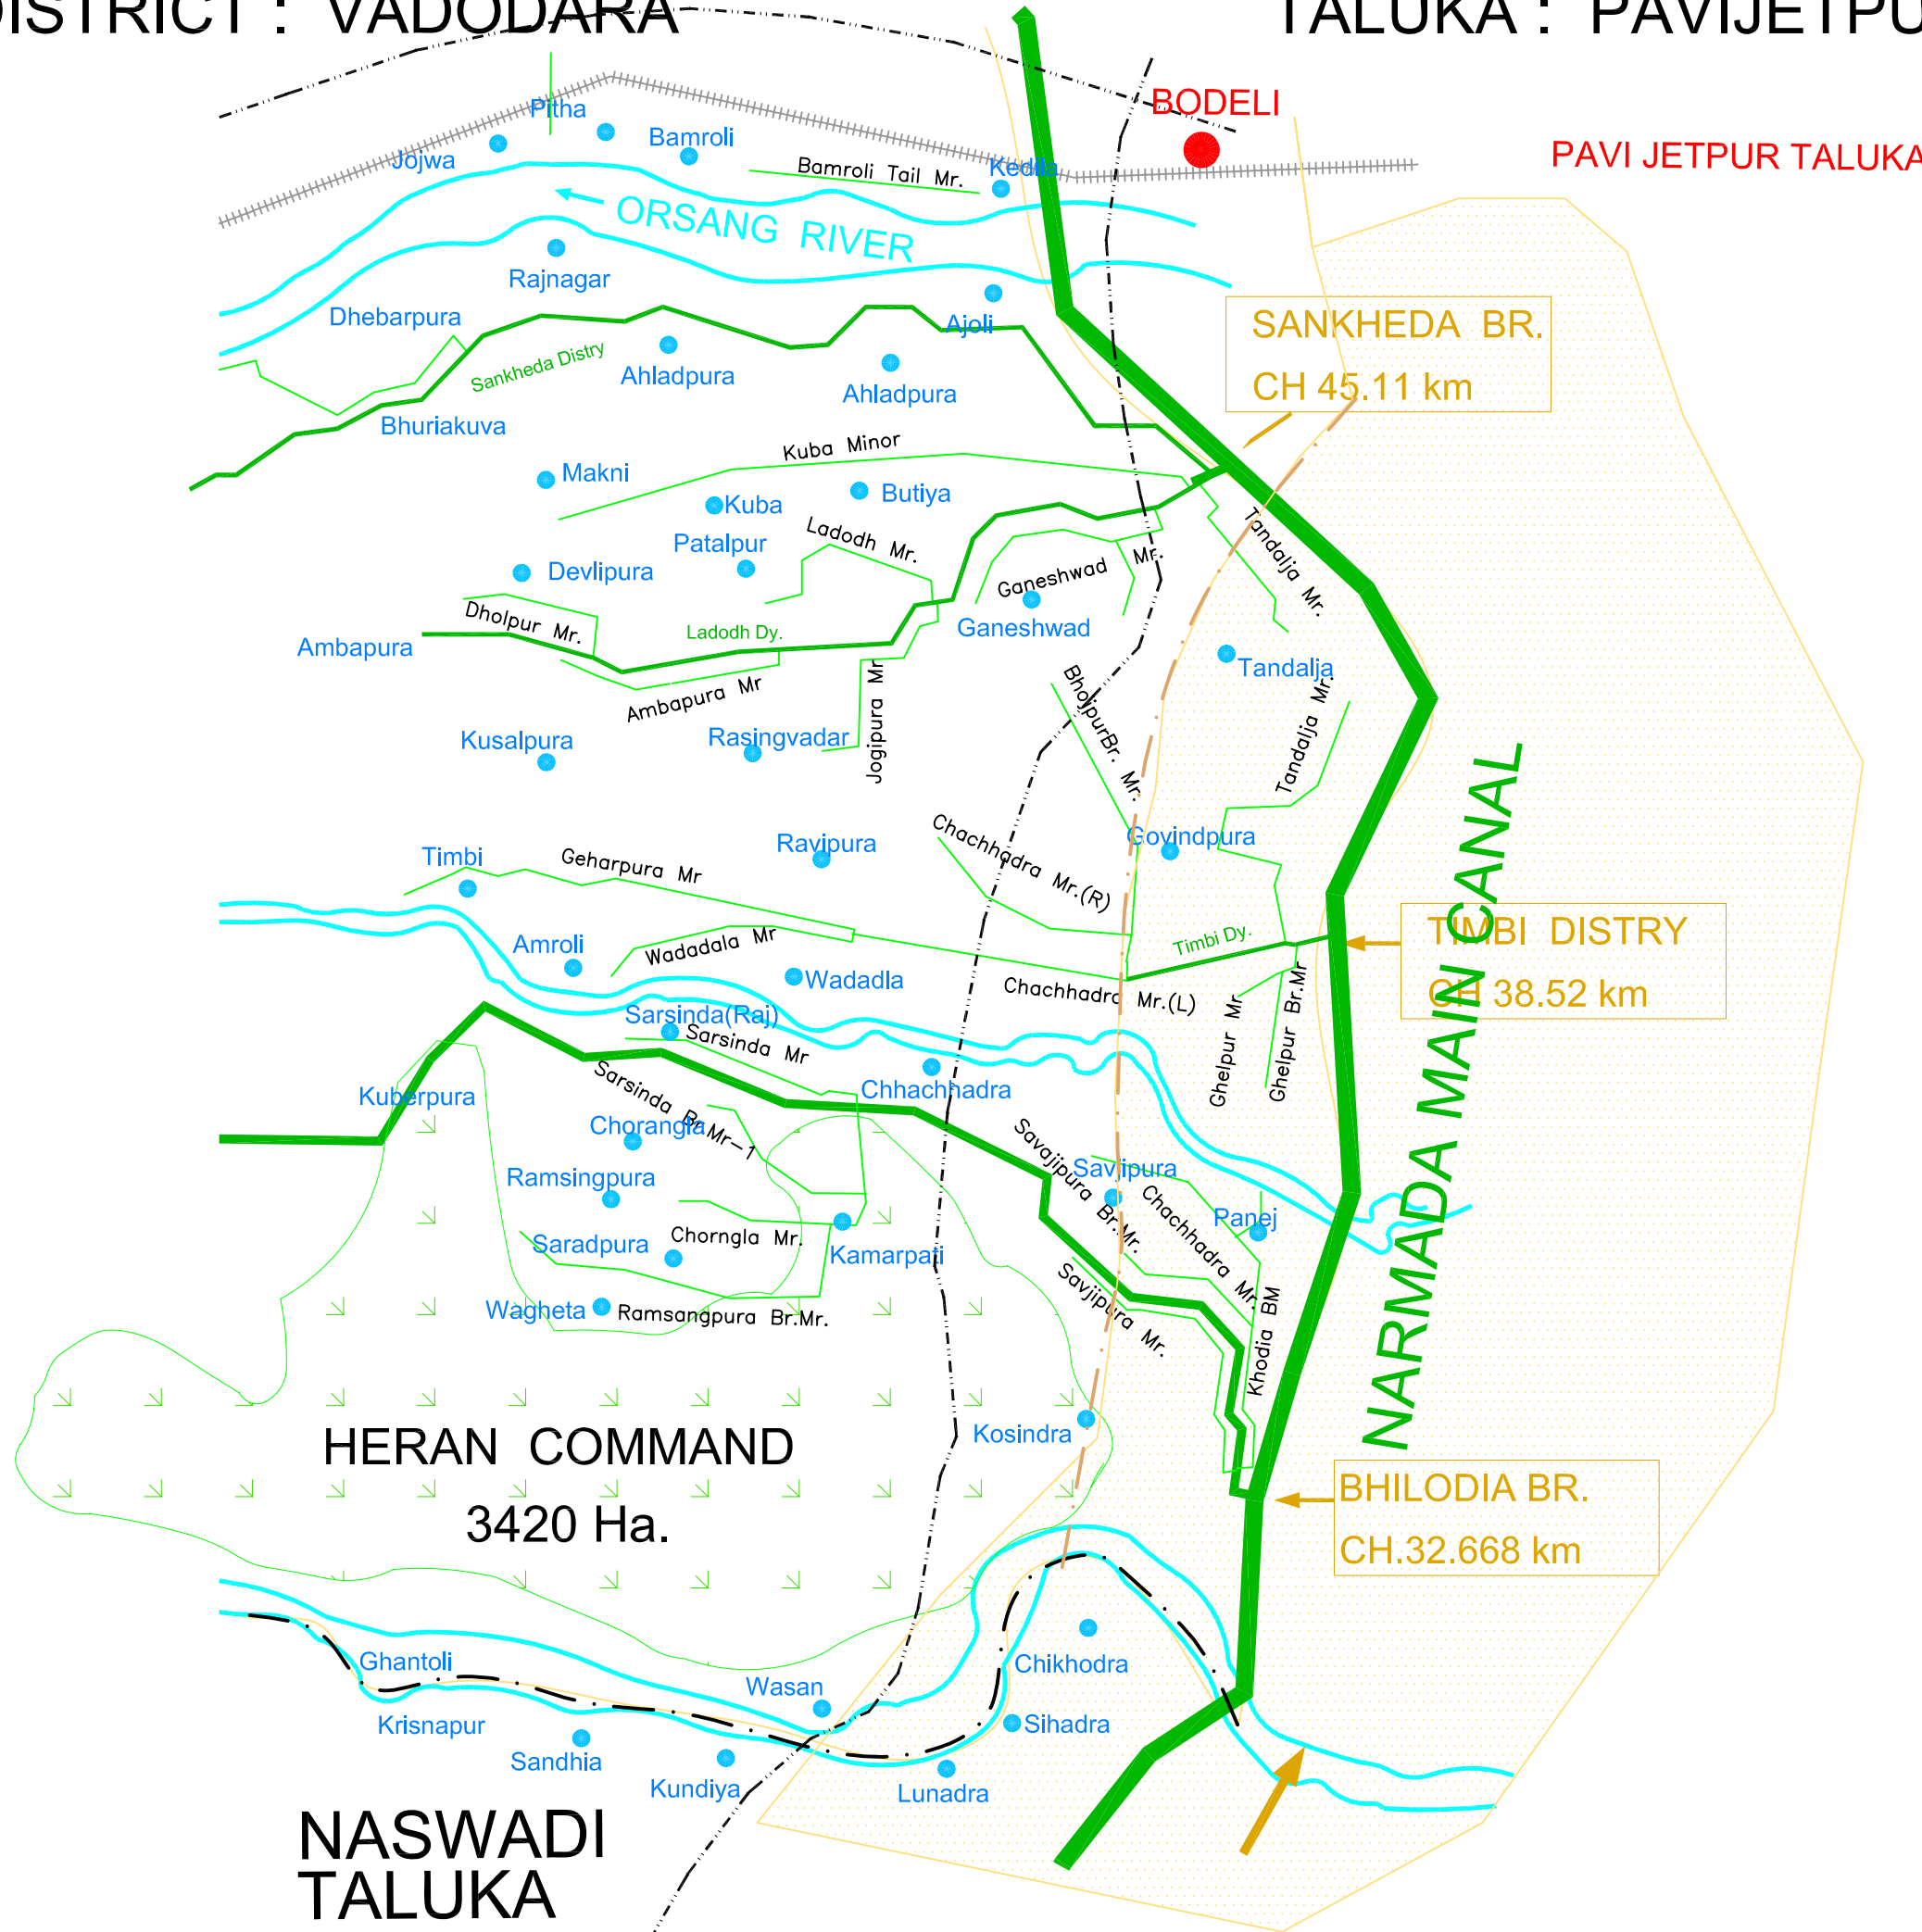 DISTRICT : VADODARA
TALUKA : PAVIJETPU
BODELI
PAVI JETPUR TALUKA
Pitha
Jojwa
Bamroli
Bamroli Tail Mr.
Kedila
ORSANG RIVER
Rajnagar
Dhebarpura
Ajoli
SANKHEDA BR.
CH 45.11 km
Sankheda Distry
Ahladpura
Ahladpura
Bhuriakuva
Kuba Minor
Makni
Kuba
Butiya
Patalpur
Ladodh Mr.
Tandalja Mr.
Devlipura
Ganeshwad Mr.
Dholpur Mr.
Ladodh Dy.
Ganeshwad
Ambapura
Tandalja
Ambapura Mr
Jogipura Mr
BhojpurBr. Mr.
Tandalja Mr.
Kusalpura
Rasingvadar
NARMADA MAIN CANAL
Timbi
Geharpura Mr
Ravipura
Chachhadra Mr.(R)
Govindpura
Amroli
Wadadala Mr
Wadadla
Timbi Dy.
TIMBI DISTRY
CH 38.52 km
Chachhadra Mr.(L)
Sarsinda(Raj)
Sarsinda Mr
Ghelpur Mr
Ghelpur Br.Mr
Kuberpura
Sarsinda Br.Mr-1
Chhachhadra
Chorangla
Savajipura Br.Mr.
Savjipura
Ramsingpura
Chachhadra Mr.
Panej
Saradpura
Chorngla Mr.
Kamarpati
Wagheta
Ramsangpura Br.Mr.
Savjipura Mr.
Khodia BM
HERAN COMMAND
3420 Ha.
Kosindra
BHILODIA BR.
CH.32.668 km
Ghantoli
Chikhodra
Wasan
Krisnapur
Sihadra
Sandhia
Kundiya
Lunadra
NASWADI
TALUKA